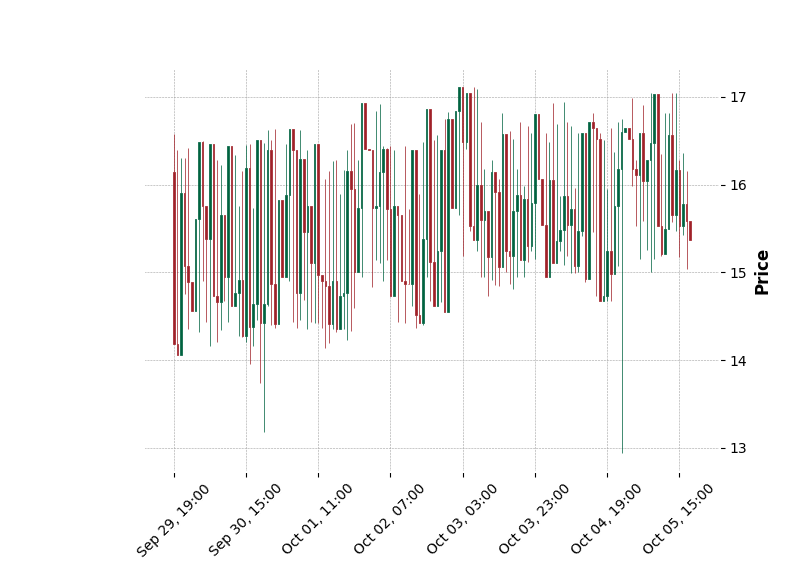 17
16
15
14
13
Price
Sep 29, 19:00
Sep 30, 15:00
Oct 01, 11:00
Oct 02, 07:00
Oct 03, 03:00
Oct 03, 23:00
Oct 04, 19:00
Oct 05, 15:00